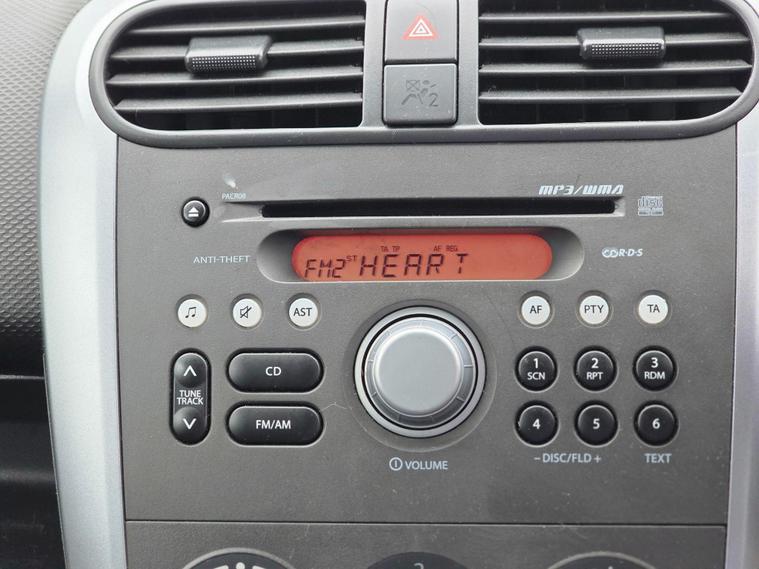 2
MP3/WMA
PACR08
ANTI-THEFT
TA TP AF REG
FM2 ST HEART
R·D·S
AF PTY TA
AST
1 SCN
2 RPT
3 RDM
CD
TUNE
TRACK
FM/AM
4 5 6
VOLUME
– DISC/FLD +
TEXT